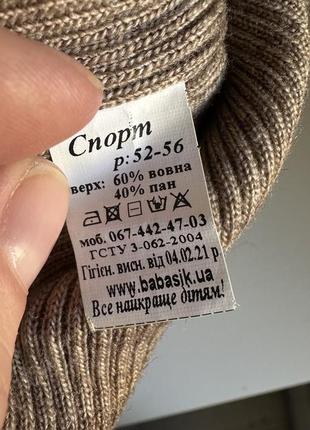 Спорт
р: 52-56
верх: 60% вовна
40% пан
моб. 067-442-47-03
ГСТУ 3-062-2004
Гігієн. висн. від 04.02.21 р
www.babasik.ua
Все найкраще дітям!